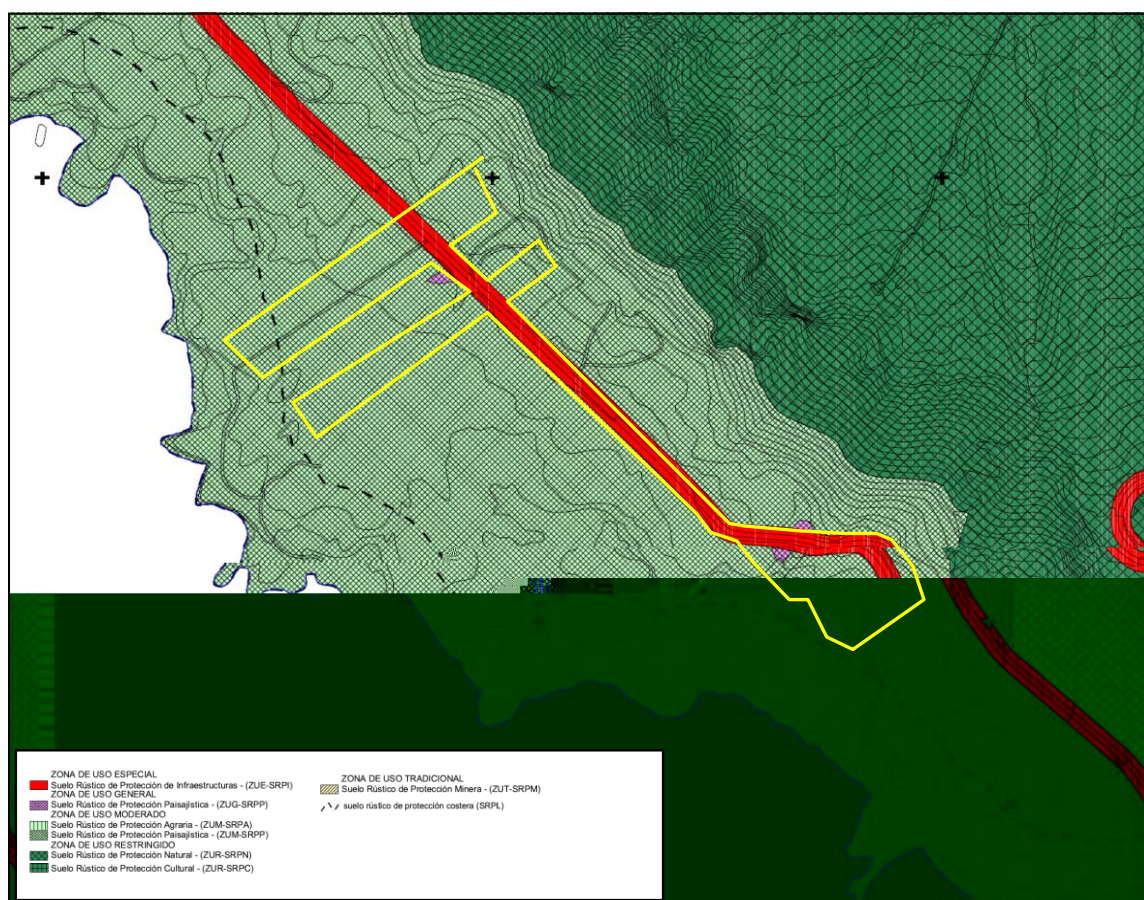 ZONA DE USO ESPECIAL
Suelo Rústico de Protección de Infraestructuras - (ZUE-SRPI)
ZONA DE USO GENERAL
Suelo Rústico de Protección Paisajística - (ZUG-SRPP)
ZONA DE USO MODERADO
Suelo Rústico de Protección Agraria - (ZUM-SRPA)
Suelo Rústico de Protección Paisajística - (ZUM-SRPP)
ZONA DE USO RESTRINGIDO
Suelo Rústico de Protección Natural - (ZUR-SRPN)
Suelo Rústico de Protección Cultural - (ZUR-SRPC)
ZONA DE USO TRADICIONAL
Suelo Rústico de Protección Minera - (ZUT-SRPM)
suelo rústico de protección costera (SRPL)